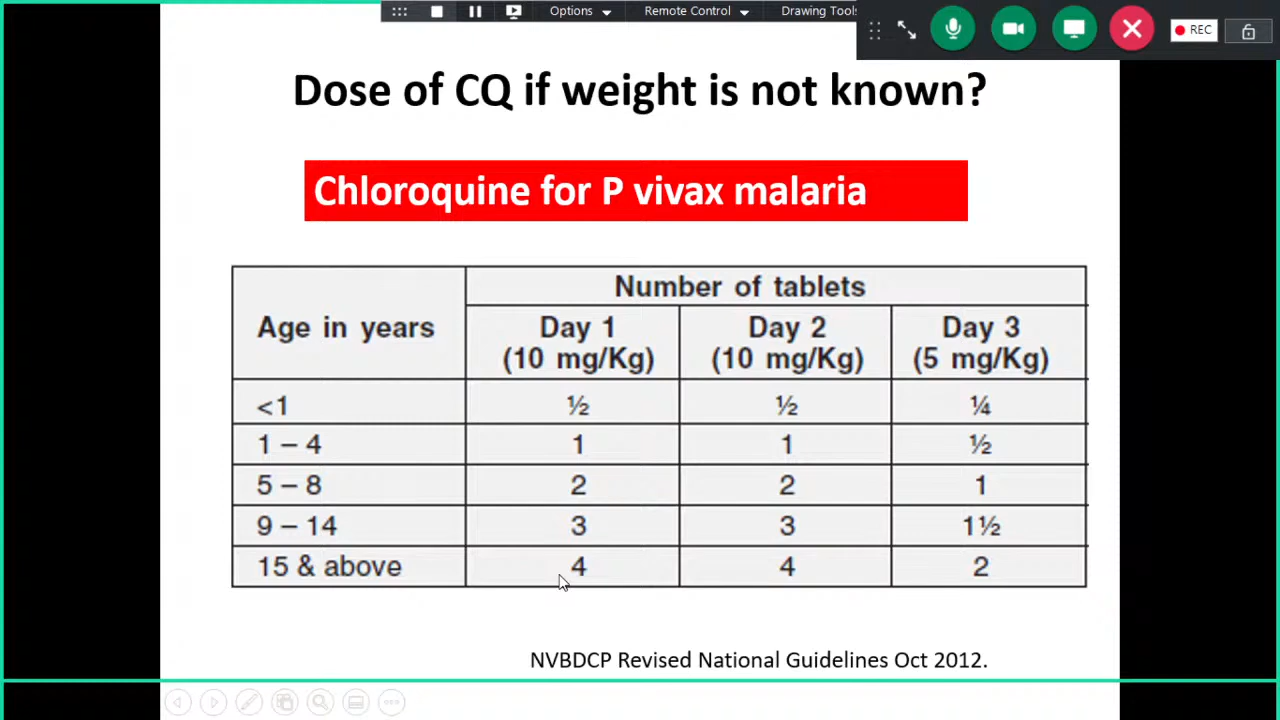 Options
Remote Control
Drawing Tools
REC
Dose of CQ if weight is not known?
Chloroquine for P vivax malaria
Age in years
Number of tablets
Day 1 Day 2 Day 3
(10 mg/Kg) (10 mg/Kg) (5 mg/Kg)
<1 ½ ½ ¼
1 – 4 1 1 ½
5 – 8 2 2 1
9 – 14 3 3 1½
15 & above 4 4 2
NVBDCP Revised National Guidelines Oct 2012.